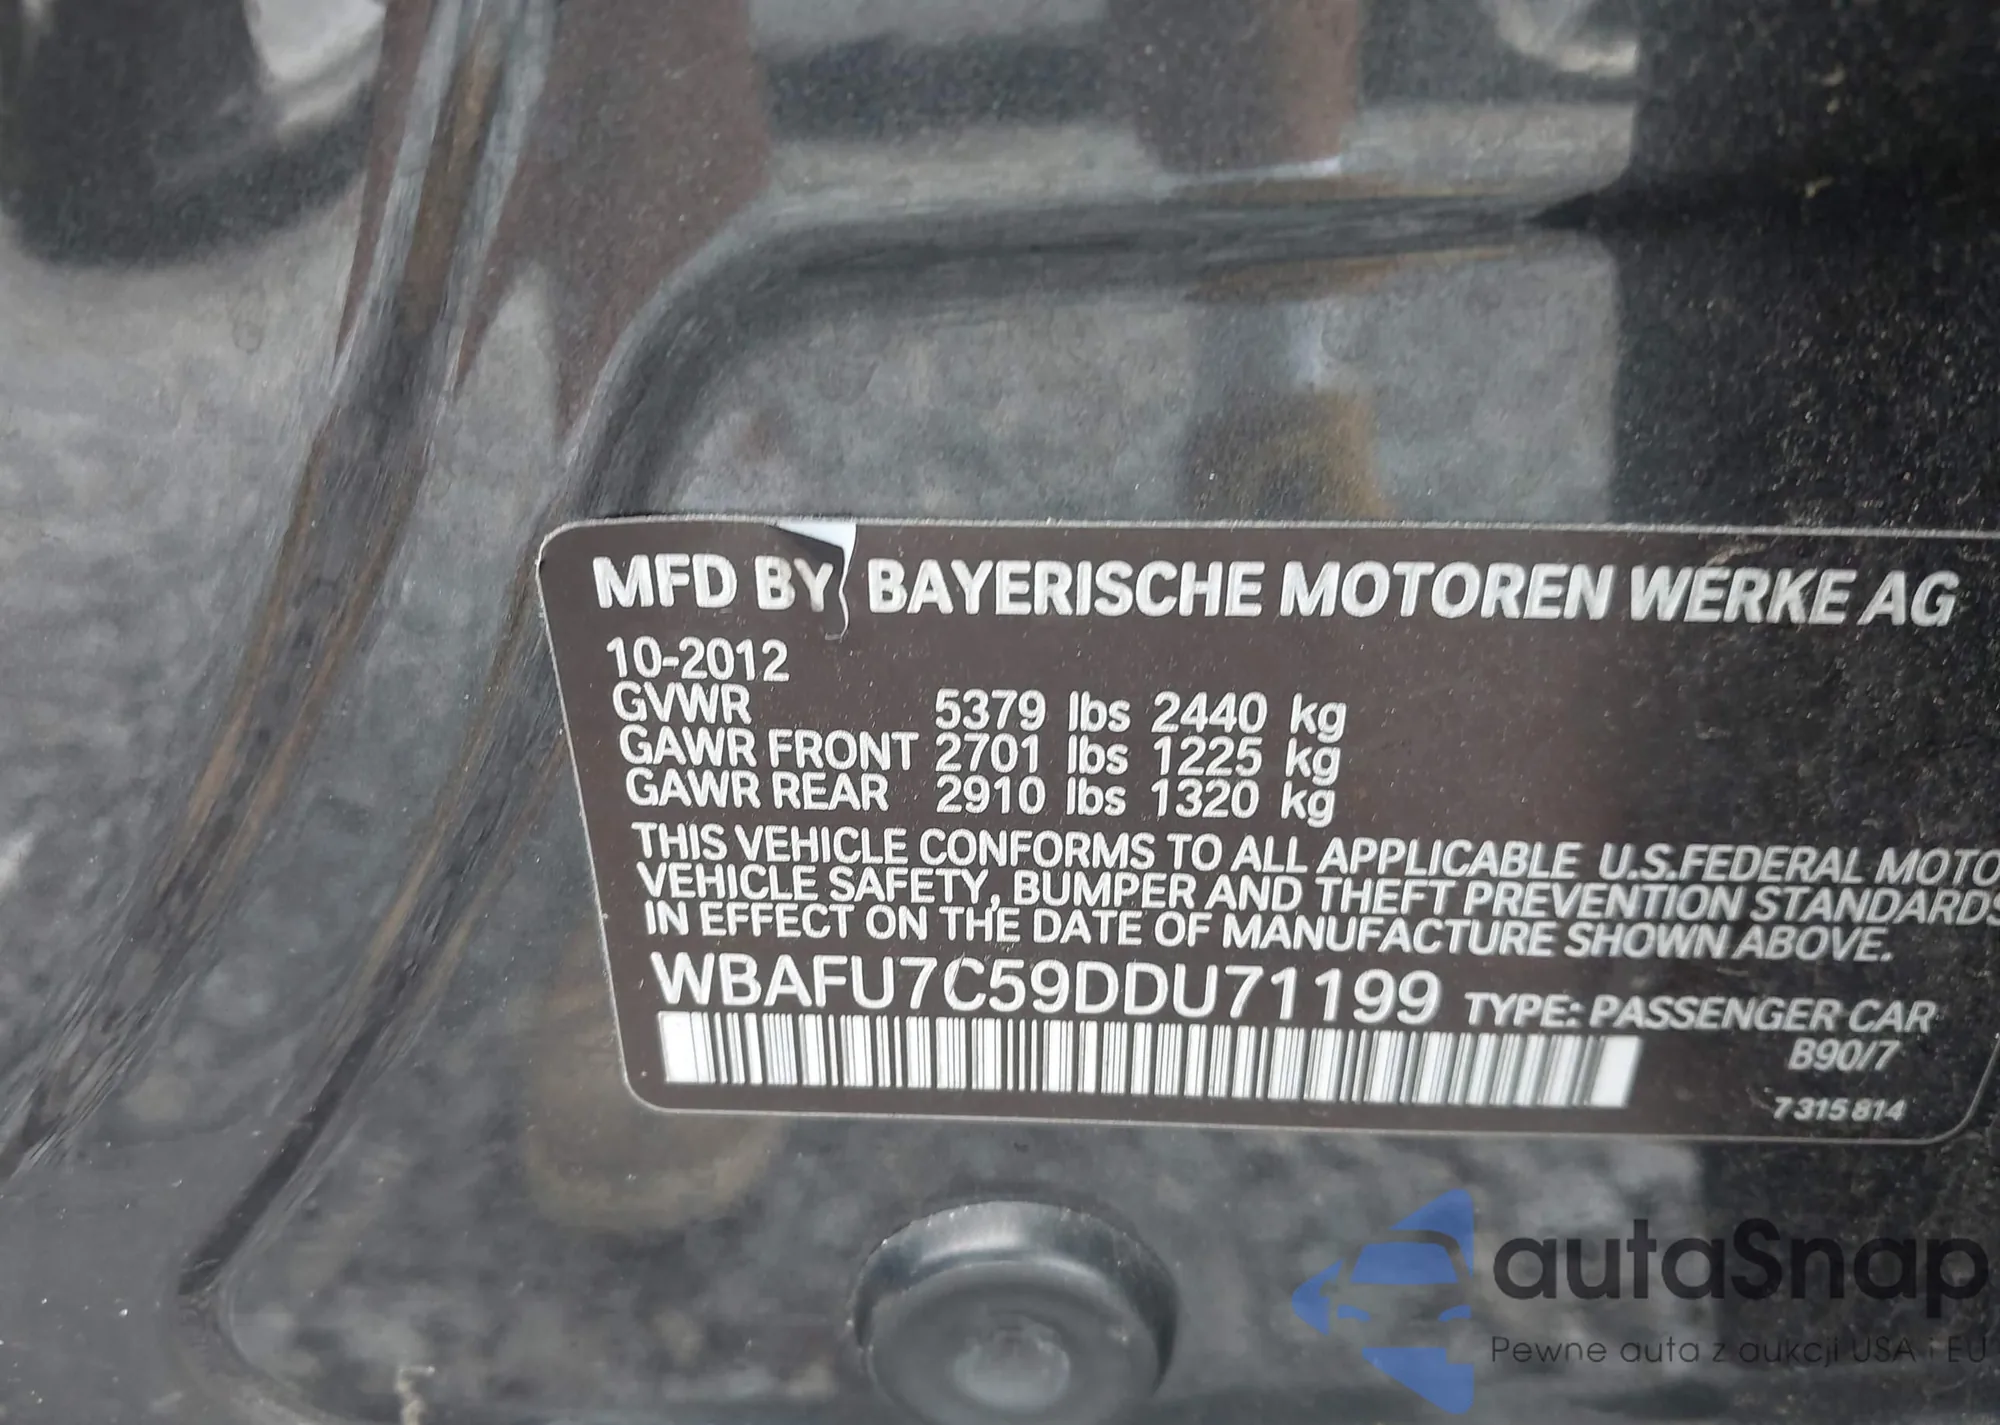 MFD BY BAYERISCHE MOTOREN WERKE AG
10-2012
GVWR 5379 lbs 2440 kg
GAWR FRONT 2701 lbs 1225 kg
GAWR REAR 2910 lbs 1320 kg
THIS VEHICLE CONFORMS TO ALL APPLICABLE U.S.FEDERAL MOTO
VEHICLE SAFETY, BUMPER AND THEFT PREVENTION STANDARDS
IN EFFECT ON THE DATE OF MANUFACTURE SHOWN ABOVE.
WBAFU7C59DDU71199 TYPE: PASSENGER CAR
B90/7
7 315 814
autaSnap
Pewne auta z aukcji USA i EU